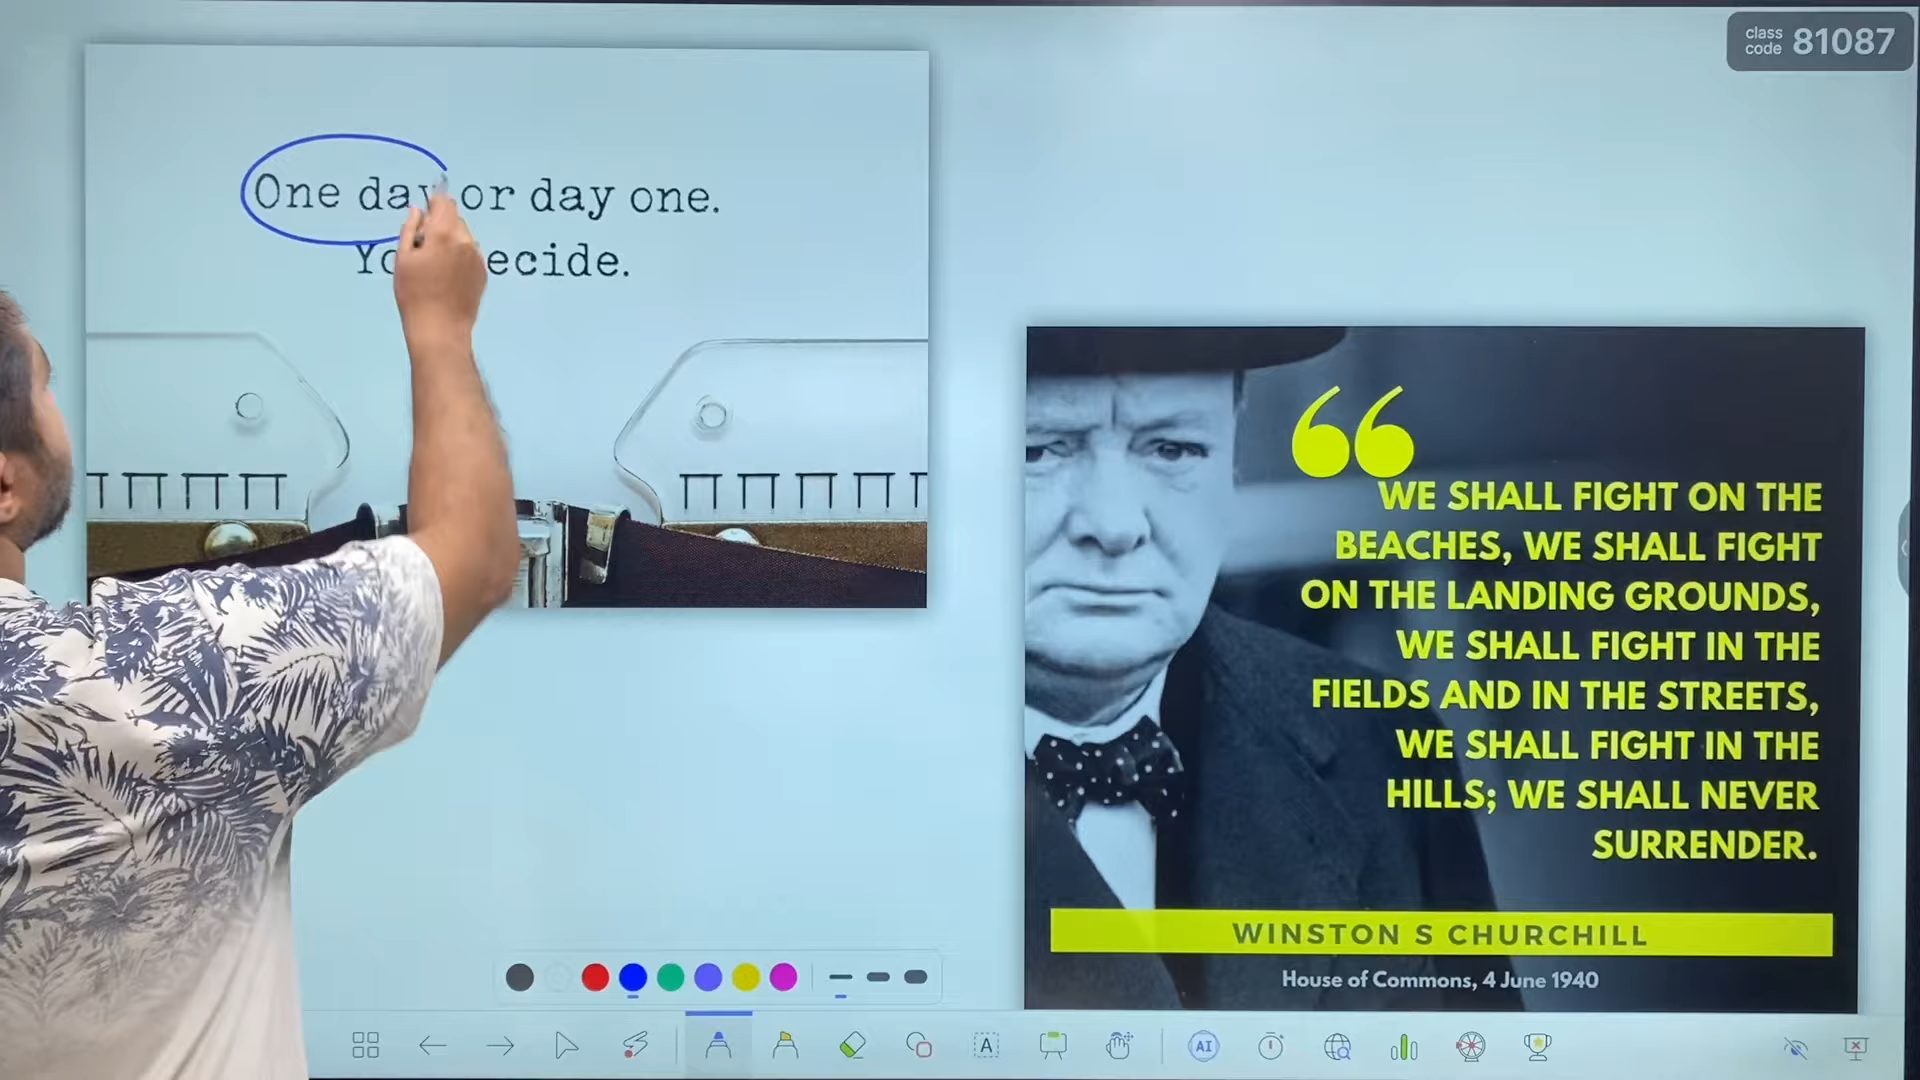 class
code 81087
One day or day one.
ecide.
WE SHALL FIGHT ON THE
BEACHES, WE SHALL FIGHT
ON THE LANDING GROUNDS,
WE SHALL FIGHT IN THE
FIELDS AND IN THE STREETS,
WE SHALL FIGHT IN THE
HILLS; WE SHALL NEVER
SURRENDER.
WINSTON S CHURCHILL
House of Commons, 4 June 1940
A
AI